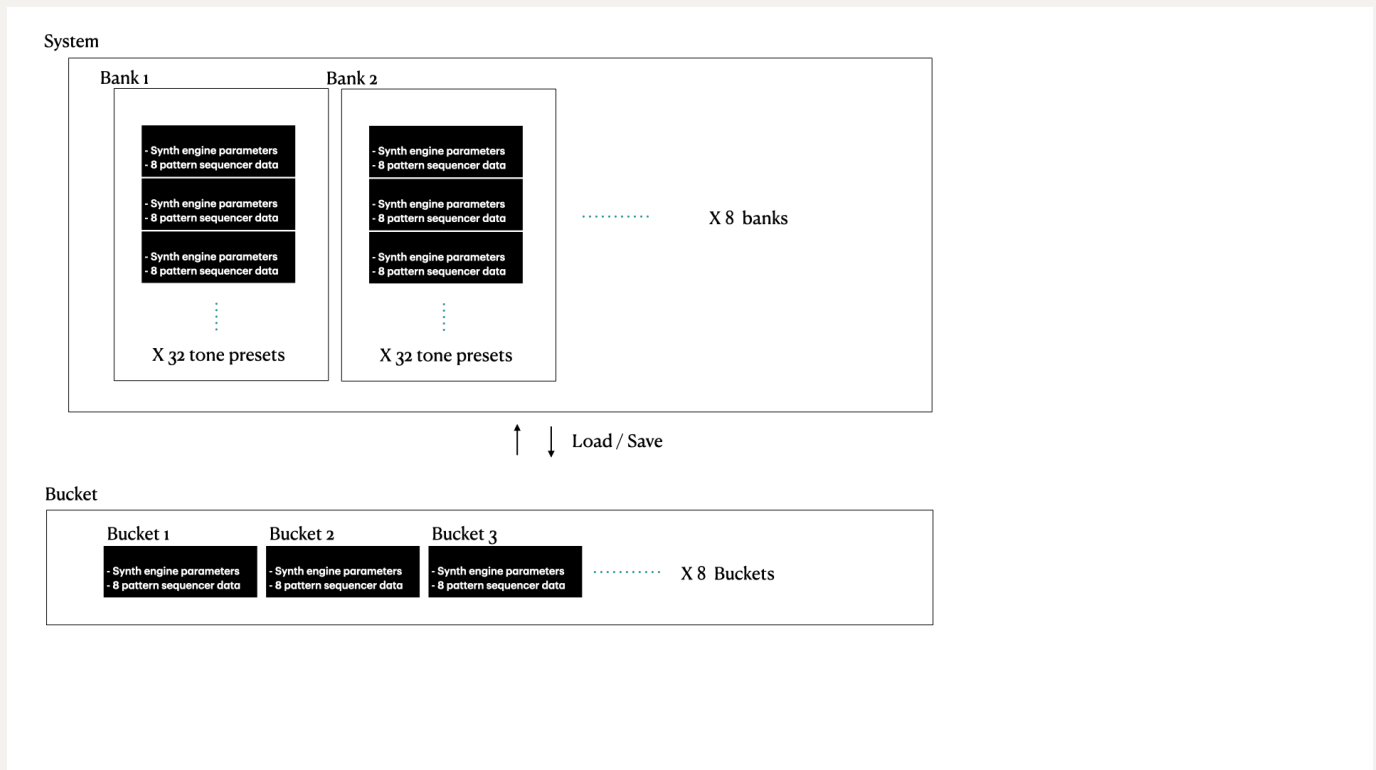 System
Bank 1
Bank 2
- Synth engine parameters
- 8 pattern sequencer data
- Synth engine parameters
- 8 pattern sequencer data
- Synth engine parameters
- 8 pattern sequencer data
X 32 tone presets
- Synth engine parameters
- 8 pattern sequencer data
- Synth engine parameters
- 8 pattern sequencer data
- Synth engine parameters
- 8 pattern sequencer data
X 32 tone presets
X 8 banks
Load / Save
Bucket
Bucket 1
- Synth engine parameters
- 8 pattern sequencer data
Bucket 2
- Synth engine parameters
- 8 pattern sequencer data
Bucket 3
- Synth engine parameters
- 8 pattern sequencer data
X 8 Buckets